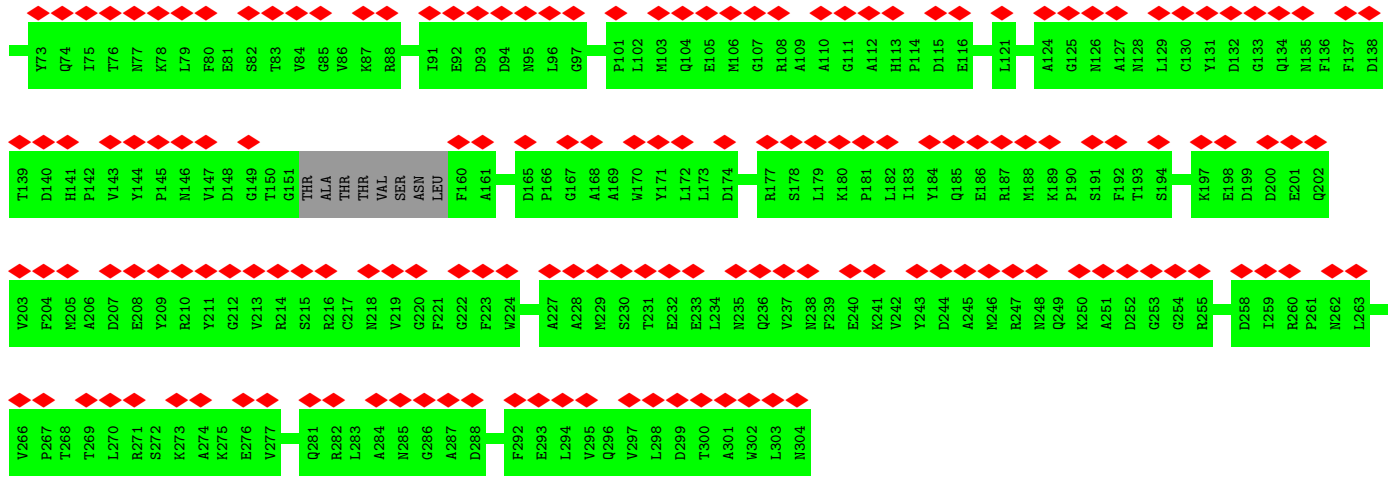 Y73 Q74 I75 T76 N77 K78 L79 F80 E81 S82 T83 V84 G85 V86 K87 R88 I91 E92 D93 D94 N95 L96 G97 P101 L102 M103 Q104 E105 M106 G107 R108 A109 A110 G111 A112 H113 P114 D115 E116 L121 A124 G125 N126 A127 N128 L129 C130 Y131 D132 G133 Q134 N135 F136 F137 D138
T139 D140 H141 P142 V143 Y144 P145 N146 V147 D148 G149 T150 G151 THR ALA THR THR VAL SER ASN LEU F160 A161 D165 P166 G167 A168 A169 W170 Y171 L172 L173 D174 R177 S178 L179 K180 P181 L182 I183 Y184 Q185 E186 R187 M188 K189 P190 S191 F192 T193 S194 K197 E198 D199 D200 E201 Q202
V203 F204 M205 A206 D207 E208 Y209 R210 Y211 G212 V213 R214 S215 R216 C217 N218 V219 G220 F221 G222 F223 W224 A227 A228 M229 S230 T231 E232 E233 L234 N235 Q236 V237 N238 F239 E240 K241 V242 Y243 D244 A245 M246 R247 N248 Q249 K250 A251 D252 G253 G254 R255 D258 I259 R260 P261 N262 L263
V266 P267 T268 T269 L270 R271 S272 K273 A274 K275 E276 V277 Q281 R282 L283 A284 N285 G286 A287 D288 F292 E293 L294 V295 Q296 V297 L298 D299 T300 A301 W302 L303 N304